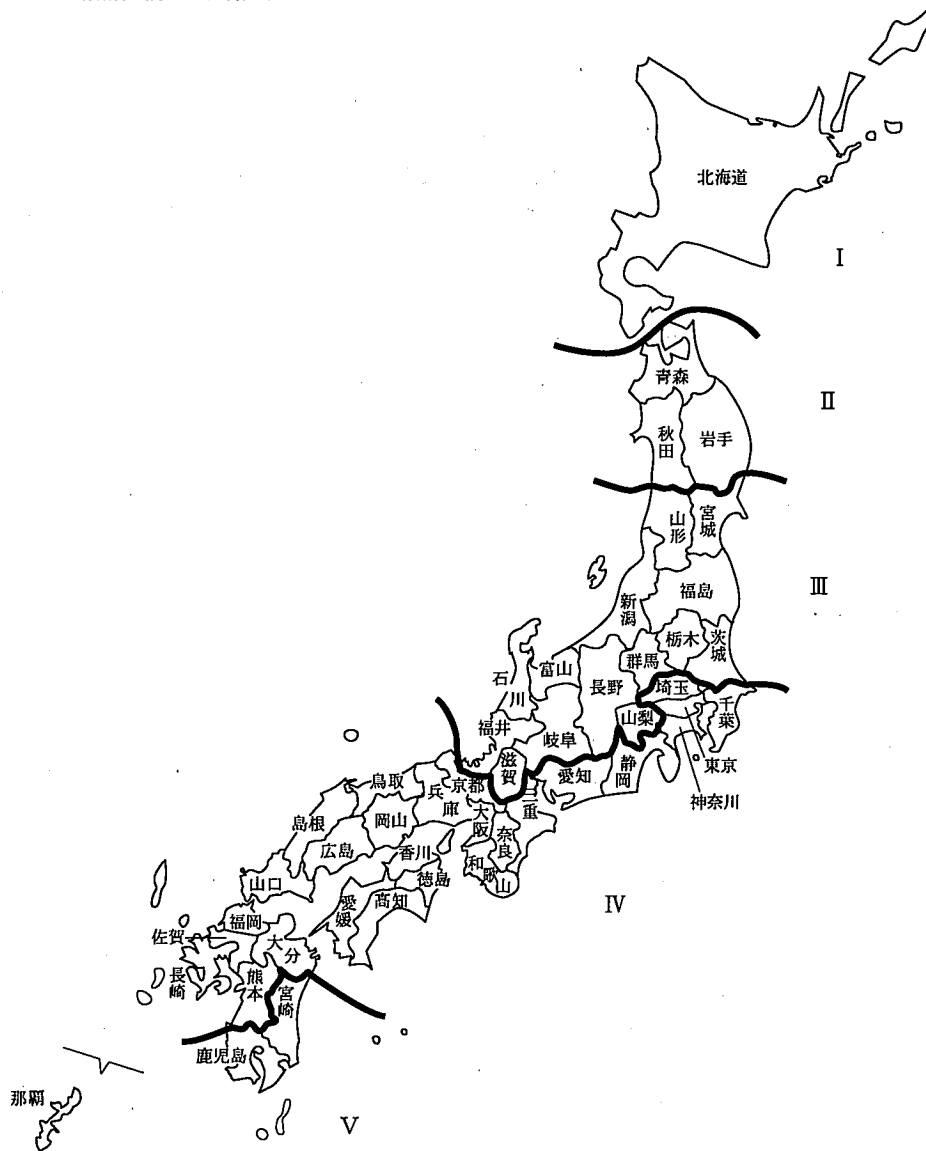 北海道
I
青森
II
秋田
岩手
山形
宮城
III
福島
新潟
栃木
茨城
群馬
富山
石川
長野
埼玉
千葉
山梨
福井
岐阜
滋賀
東京
静岡
愛知
神奈川
鳥取
兵庫
京都
三重
島根
岡山
大阪
奈良
広島
香川
和歌山
徳島
山口
愛媛
高知
IV
福岡
佐賀
大分
長崎
熊本
宮崎
鹿児島
那覇
V